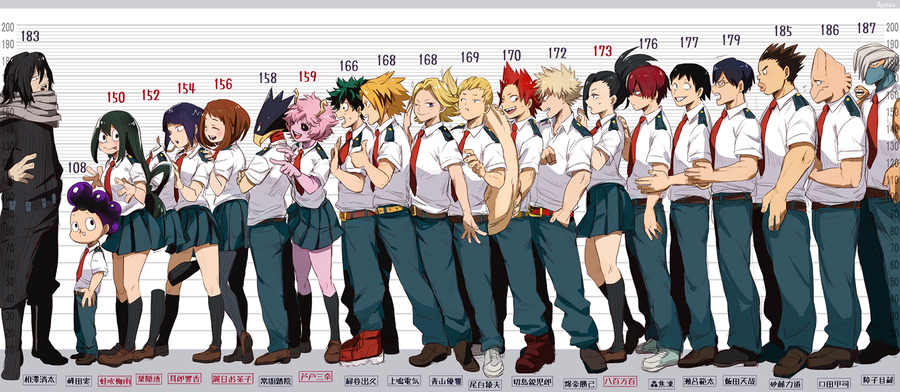 200
190
183
108
150
152
154
156
158
159
166
168
168
169
170
172
173
176
177
179
185
186
187
200
190
相澤消太
峰田実
蛙吹梅雨
葉隠透
耳郎響香
麗日お茶子
常闇踏陰
芦戸三奈
緑谷出久
上鳴電気
青山優雅
尾白猿夫
切島鋭児郎
爆豪勝己
八百万百
轟焦凍
瀬呂範太
飯田天哉
砂藤力道
口田甲司
障子目蔵